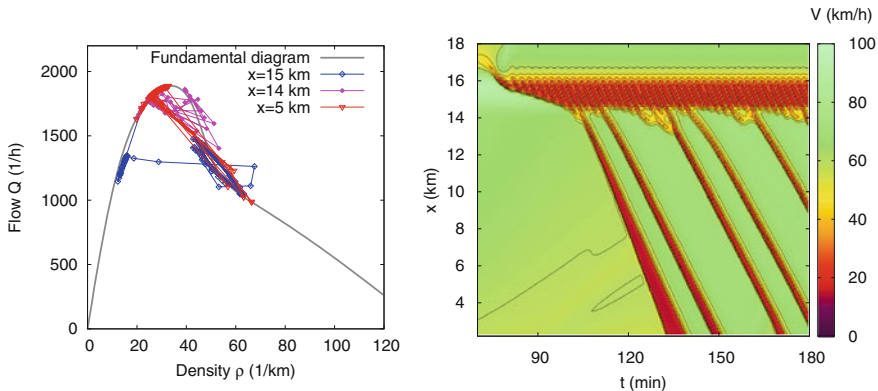 Flow Q (1/h)
2000
1500
1000
500
0
Fundamental diagram
x=15 km
x=14 km
x=5 km
0 20 40 60 80 100 120
Density ρ (1/km)
x (km)
18
16
14
12
10
8
6
4
90 120 150 180
t (min)
V (km/h)
100
80
60
40
20
0